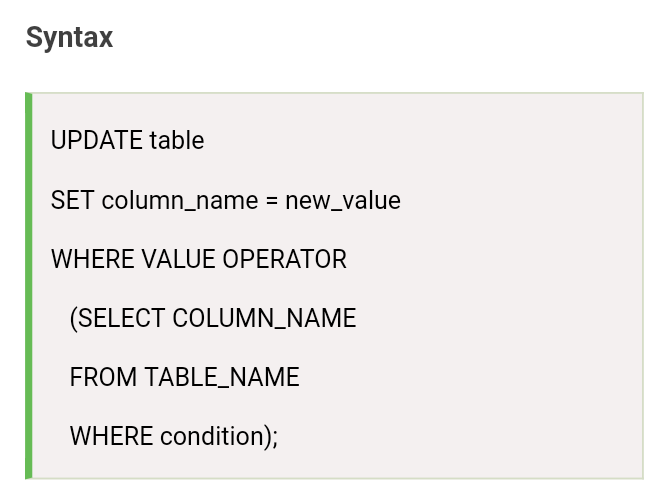 Syntax
UPDATE table
SET column_name = new_value
WHERE VALUE OPERATOR
(SELECT COLUMN_NAME
FROM TABLE_NAME
WHERE condition);